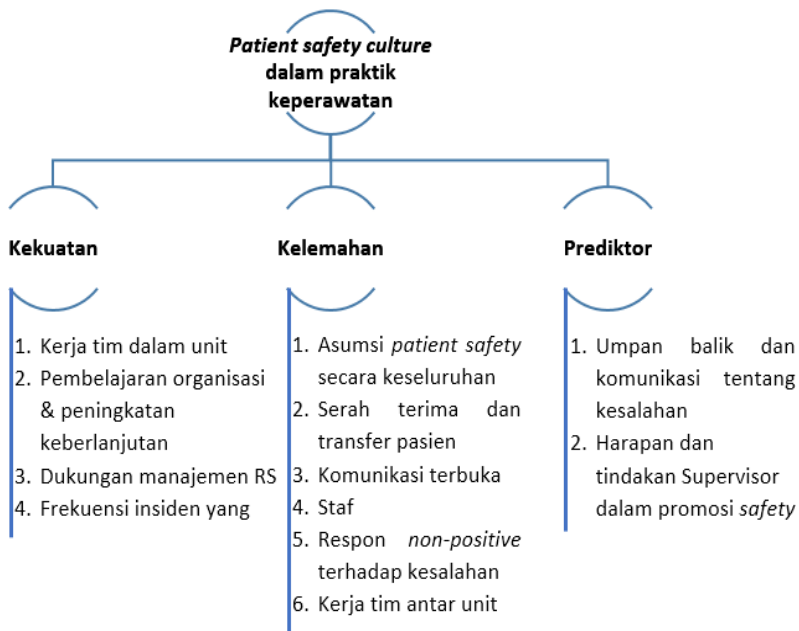 Patient safety culture
dalam praktik
keperawatan
Kekuatan
1. Kerja tim dalam unit
2. Pembelajaran organisasi
& peningkatan
keberlanjutan
3. Dukungan manajemen RS
4. Frekuensi insiden yang
Kelemahan
1. Asumsi patient safety
secara keseluruhan
2. Serah terima dan
transfer pasien
3. Komunikasi terbuka
4. Staf
5. Respon non-positive
terhadap kesalahan
6. Kerja tim antar unit
Prediktor
1. Umpan balik dan
komunikasi tentang
kesalahan
2. Harapan dan
tindakan Supervisor
dalam promosi safety